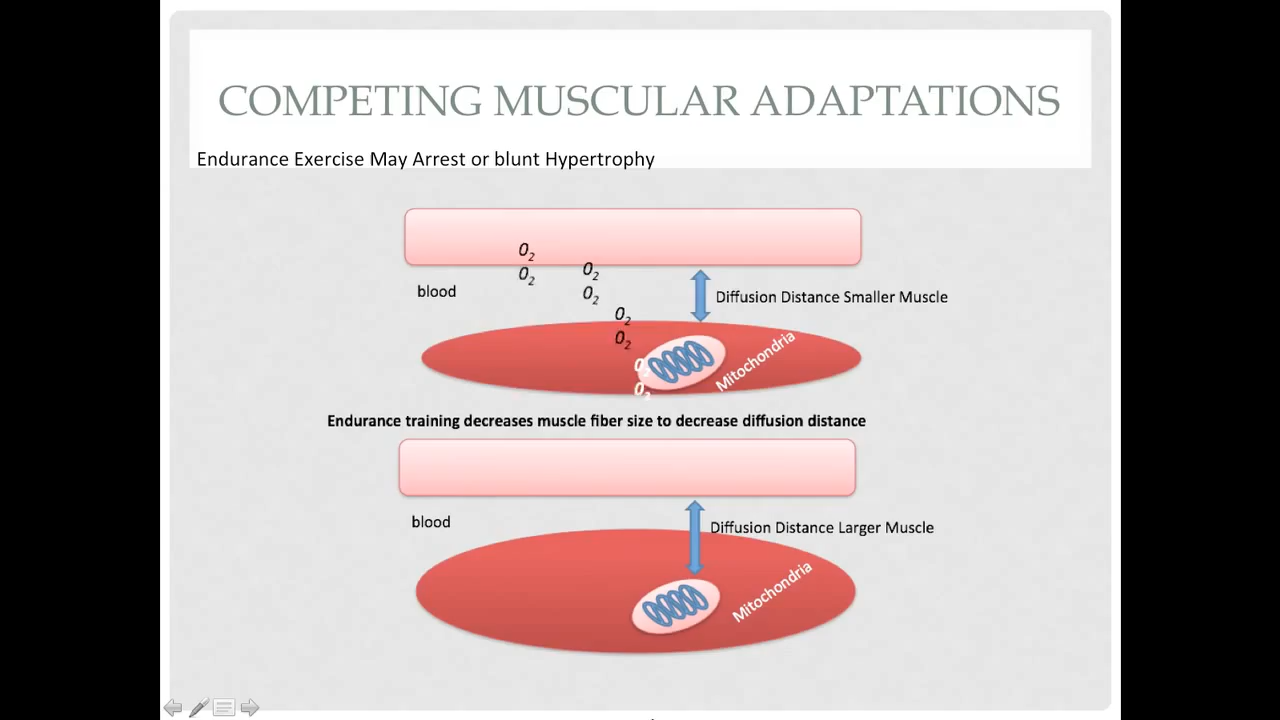 COMPETING MUSCULAR ADAPTATIONS
Endurance Exercise May Arrest or blunt Hypertrophy
O2
O2
O2
O2
blood
Diffusion Distance Smaller Muscle
O2
O2
O2
O2
Mitochondria
Endurance training decreases muscle fiber size to decrease diffusion distance
blood
Diffusion Distance Larger Muscle
Mitochondria